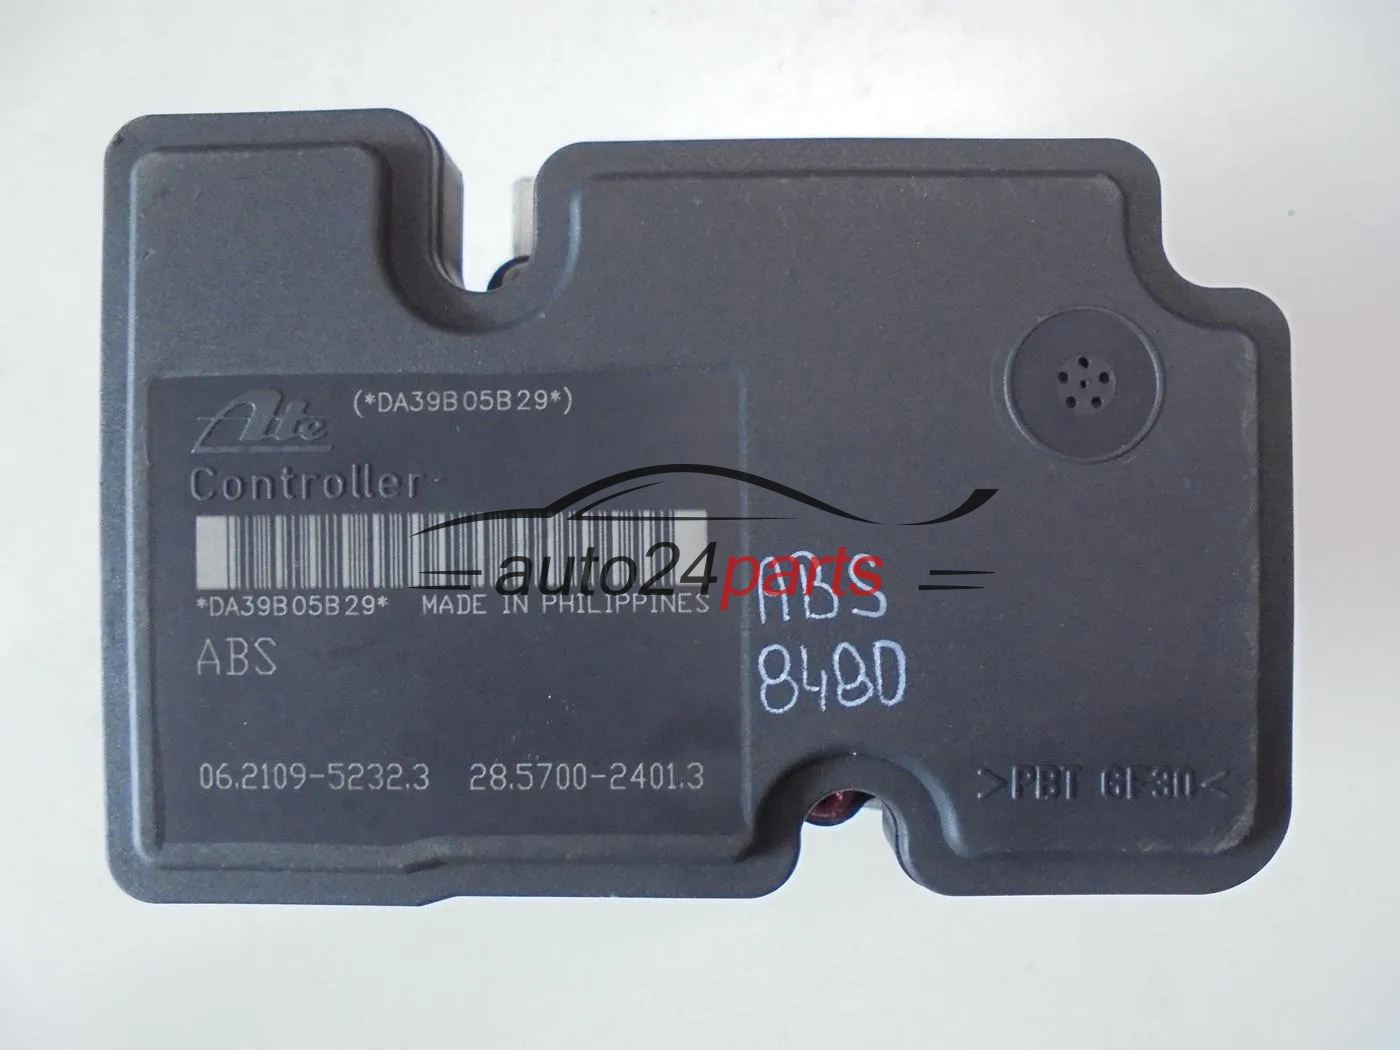 Ate (*DA39B05B29*)
Controller
*DA39B05B29* MADE IN PHILIPPINES
ABS
06.2109-5232.3 28.5700-2401.3
auto24parts
ABS
8480
>PBT GF30<